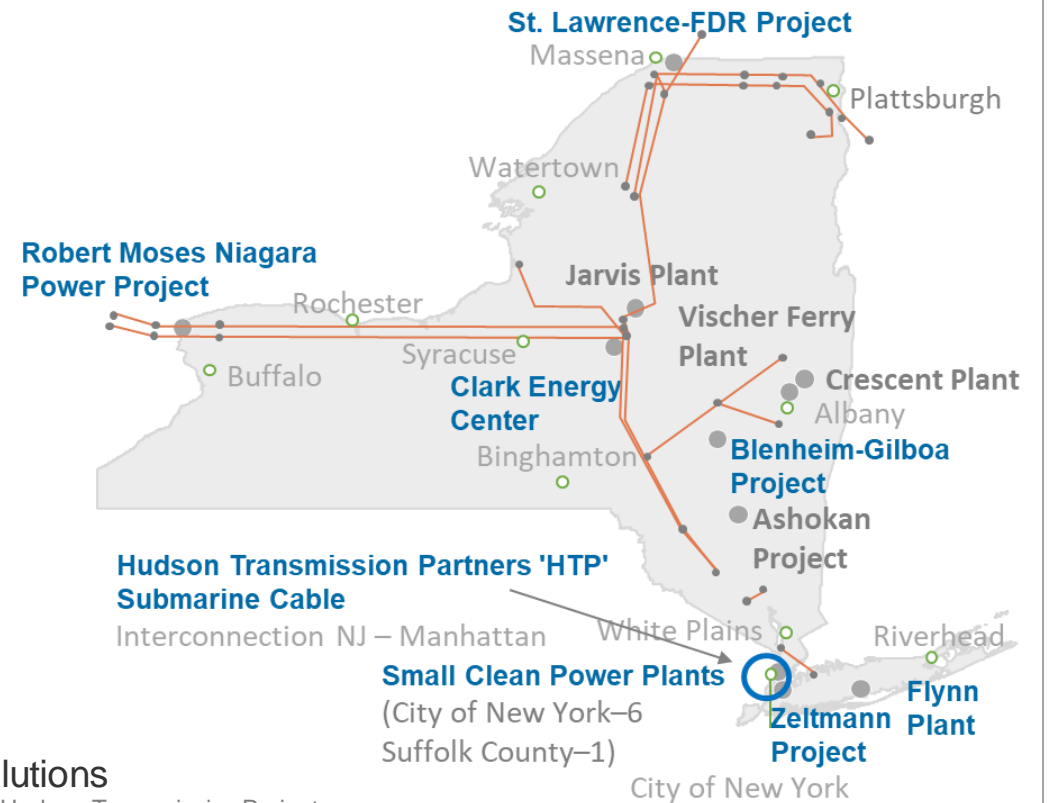 St. Lawrence-FDR Project
Massena
Plattsburgh
Watertown
Robert Moses Niagara
Power Project
Jarvis Plant
Rochester
Vischer Ferry
Plant
Syracuse
Buffalo
Clark Energy
Center
Crescent Plant
Albany
Binghamton
Blenheim-Gilboa
Project
Ashokan
Project
Hudson Transmission Partners 'HTP'
Submarine Cable
Interconnection NJ – Manhattan
White Plains
Riverhead
Small Clean Power Plants
(City of New York–6
Suffolk County–1)
Flynn
Plant
Zeltmann
Project
City of New York
lutions